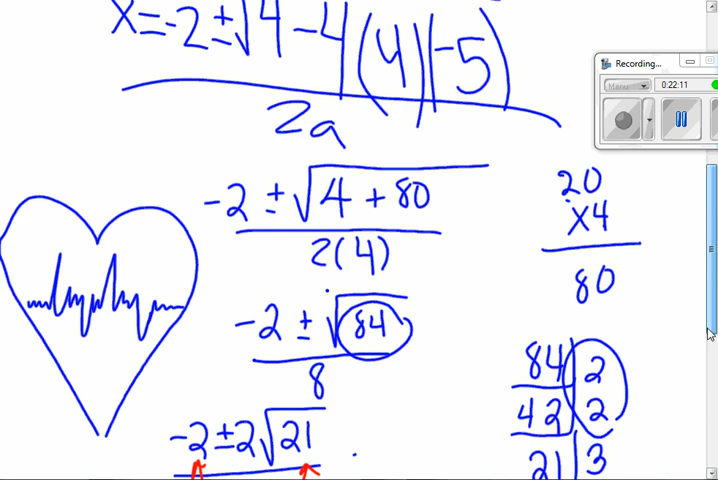 x=-2±√4-4(4)(-5)
2a
Recording...
Menu
0:22:11
-2±√4+80
2(4)
20
x4
80
-2±√84
8
84|2
42|2
21|3
-2±2√21